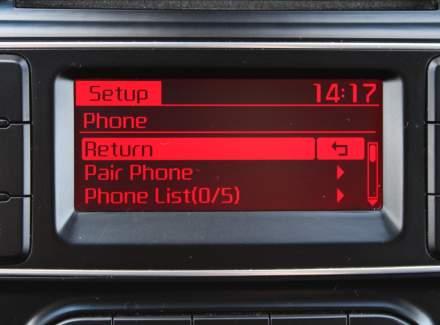 Setup 14:17
Phone
Return
Pair Phone
Phone List(0/5)